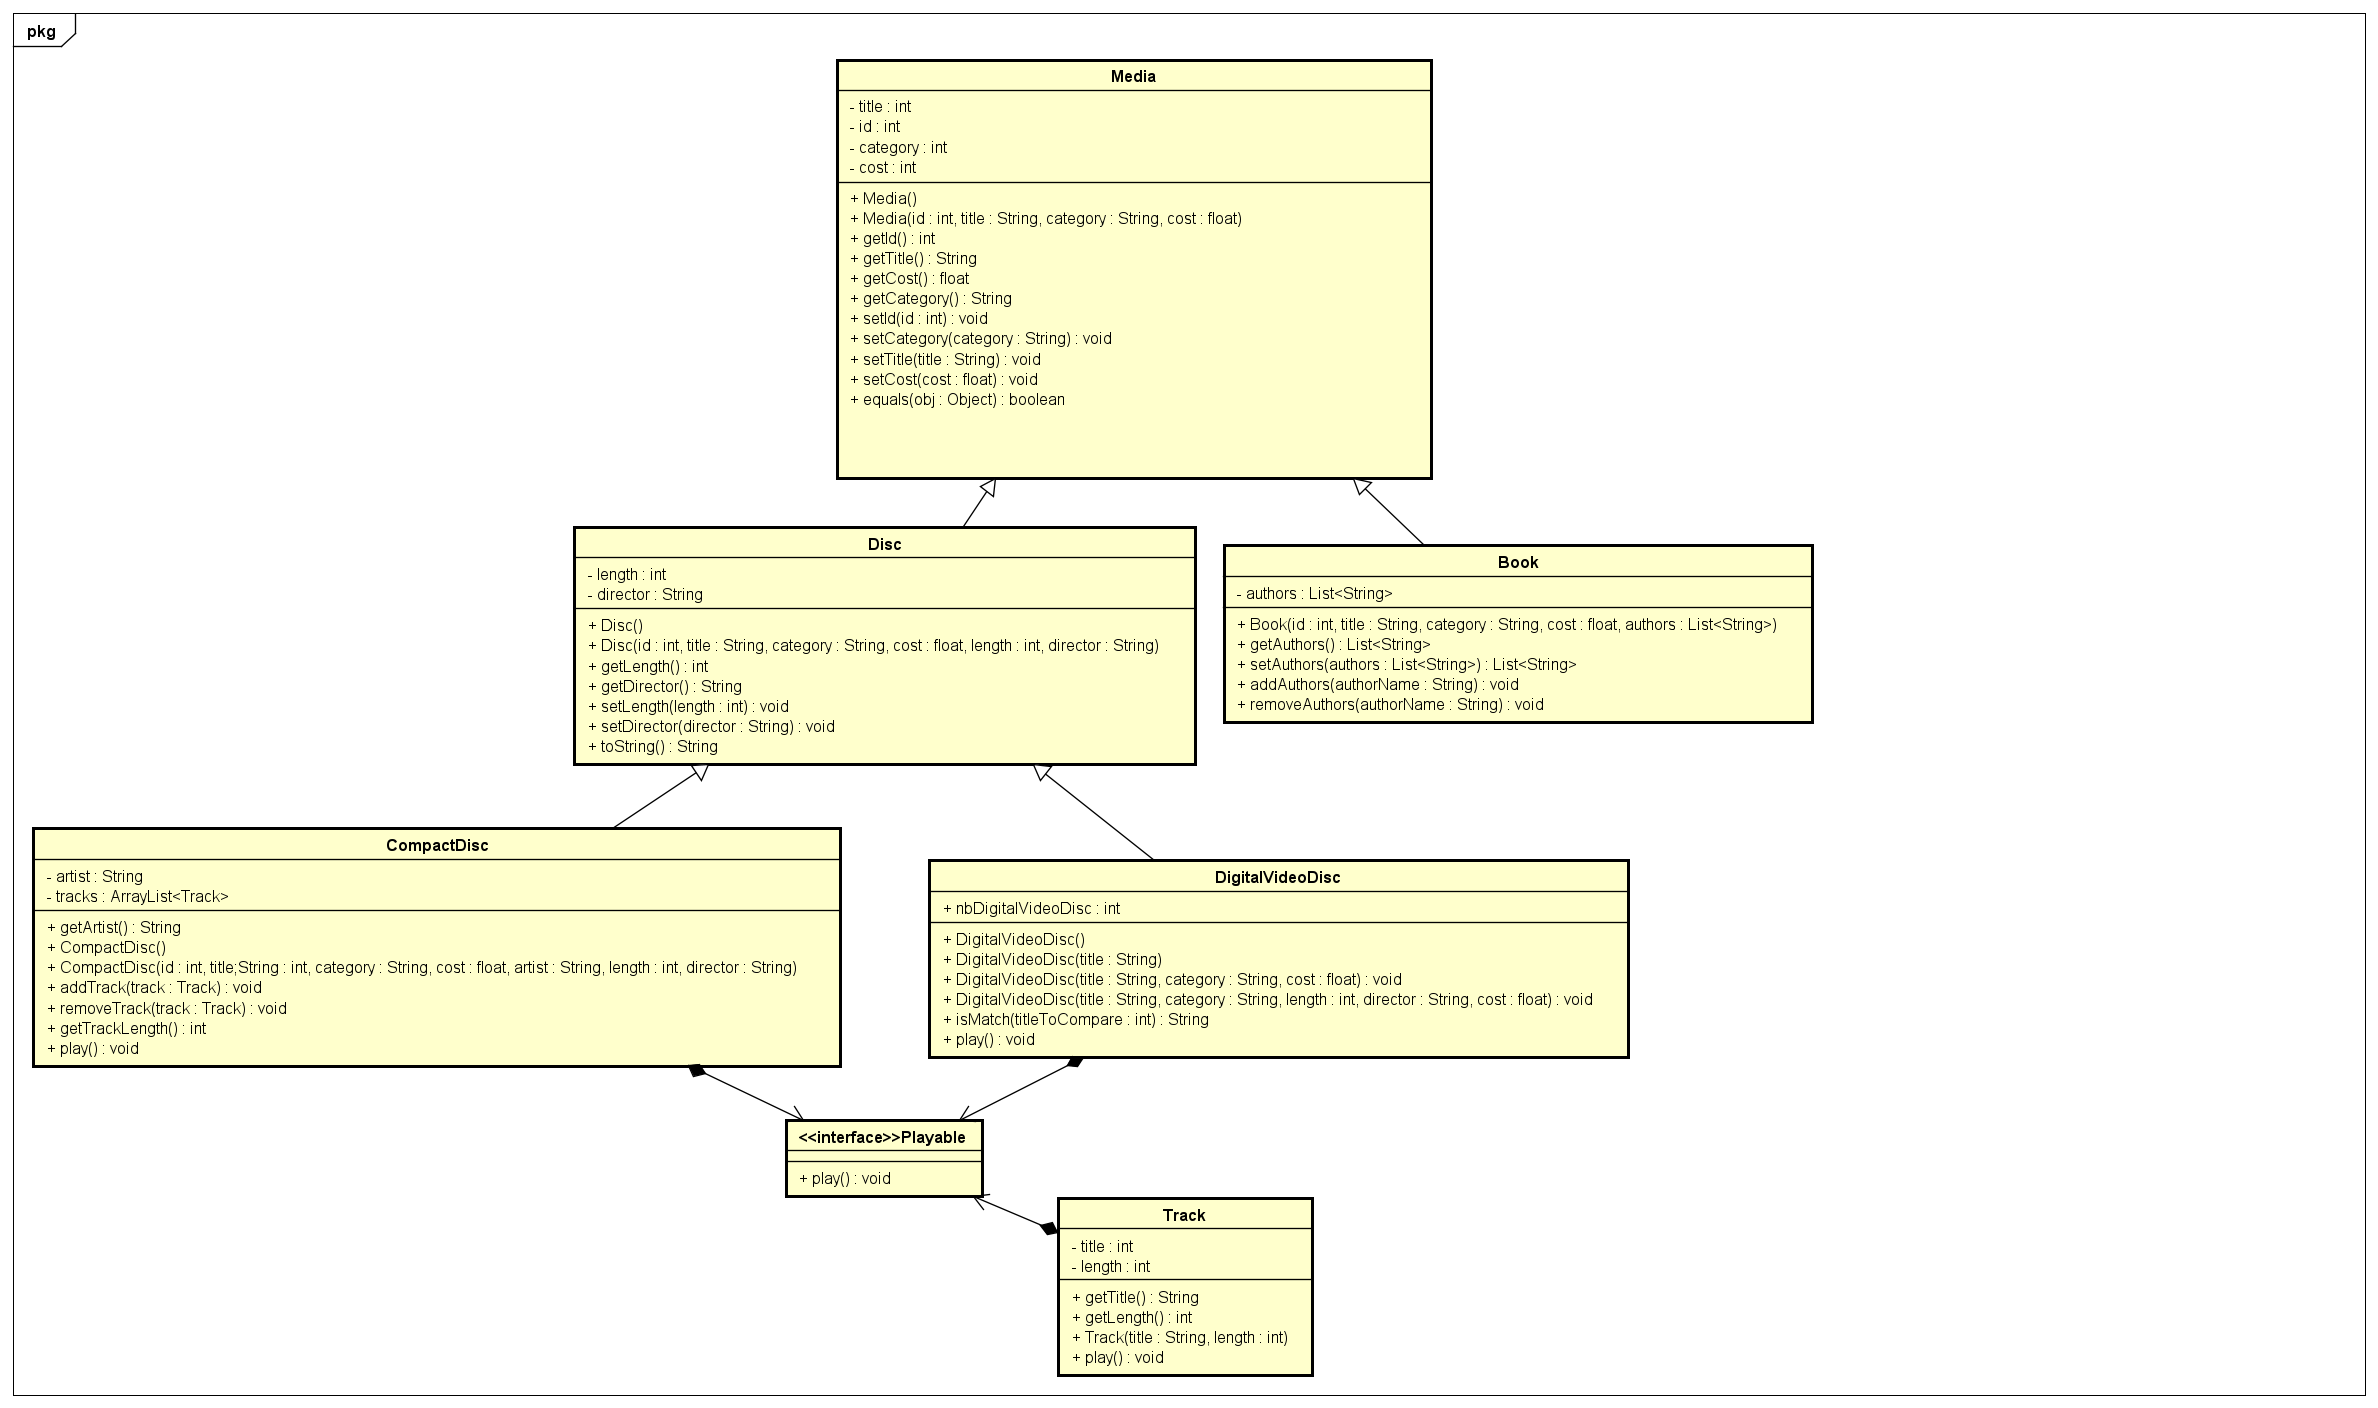 pkg
Media
- title : int
- id : int
- category : int
- cost : int
+ Media()
+ Media(id : int, title : String, category : String, cost : float)
+ getId() : int
+ getTitle() : String
+ getCost() : float
+ getCategory() : String
+ setId(id : int) : void
+ setCategory(category : String) : void
+ setTitle(title : String) : void
+ setCost(cost : float) : void
+ equals(obj : Object) : boolean
Disc
- length : int
- director : String
+ Disc()
+ Disc(id : int, title : String, category : String, cost : float, length : int, director : String)
+ getLength() : int
+ getDirector() : String
+ setLength(length : int) : void
+ setDirector(director : String) : void
+ toString() : String
Book
- authors : List<String>
+ Book(id : int, title : String, category : String, cost : float, authors : List<String>)
+ getAuthors() : List<String>
+ setAuthors(authors : List<String>) : List<String>
+ addAuthors(authorName : String) : void
+ removeAuthors(authorName : String) : void
CompactDisc
- artist : String
- tracks : ArrayList<Track>
+ getArtist() : String
+ CompactDisc()
+ CompactDisc(id : int, title;String : int, category : String, cost : float, artist : String, length : int, director : String)
+ addTrack(track : Track) : void
+ removeTrack(track : Track) : void
+ getTrackLength() : int
+ play() : void
DigitalVideoDisc
+ nbDigitalVideoDisc : int
+ DigitalVideoDisc()
+ DigitalVideoDisc(title : String)
+ DigitalVideoDisc(title : String, category : String, cost : float) : void
+ DigitalVideoDisc(title : String, category : String, length : int, director : String, cost : float) : void
+ isMatch(titleToCompare : int) : String
+ play() : void
<<interface>>Playable
+ play() : void
Track
- title : int
- length : int
+ getTitle() : String
+ getLength() : int
+ Track(title : String, length : int)
+ play() : void